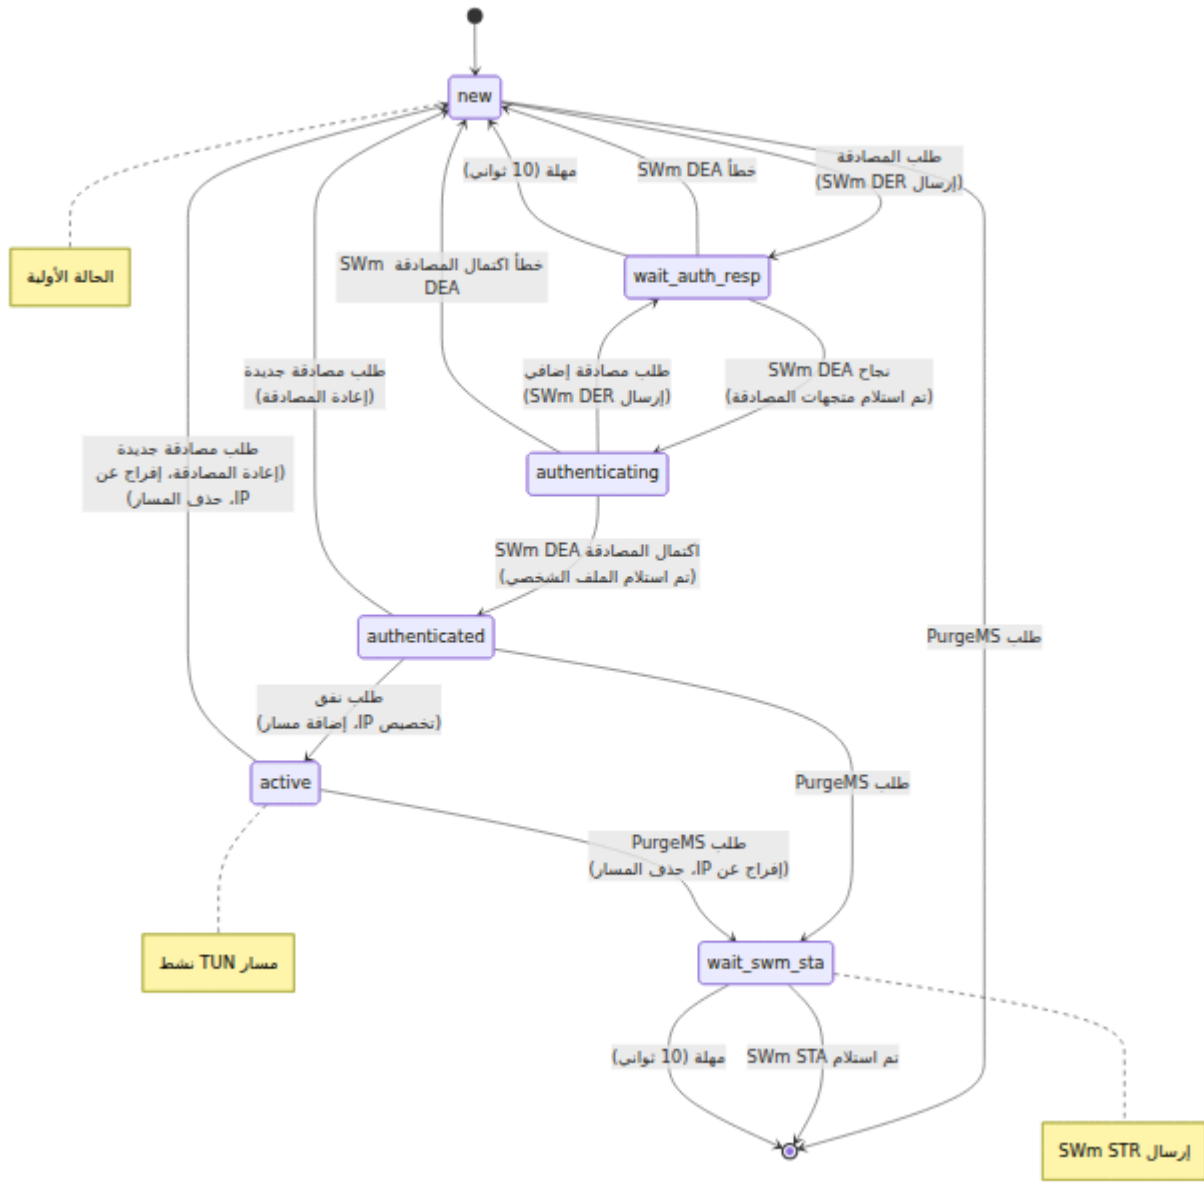 new
طلب المصادقة
(إرسال SWm DER)
مهلة (10 ثواني)
خطأ SWm DEA
الحالة الأولية
خطأ اكتمال المصادقة SWm
DEA
wait_auth_resp
طلب مصادقة جديدة
(إعادة المصادقة)
طلب مصادقة إضافي
(إرسال SWm DER)
نجاح SWm DEA
(تم استلام متجهات المصادقة)
طلب مصادقة جديدة
(إعادة المصادقة، إفراج عن
IP، حذف المسار)
authenticating
اكتمال المصادقة SWm DEA
(تم استلام الملف الشخصي)
authenticated
طلب PurgeMS
طلب نفق
(تخصيص IP، إضافة مسار)
active
طلب PurgeMS
طلب PurgeMS
(إفراج عن IP، حذف المسار)
مسار TUN نشط
wait_swm_sta
مهلة (10 ثواني)
تم استلام SWm STA
إرسال SWm STR